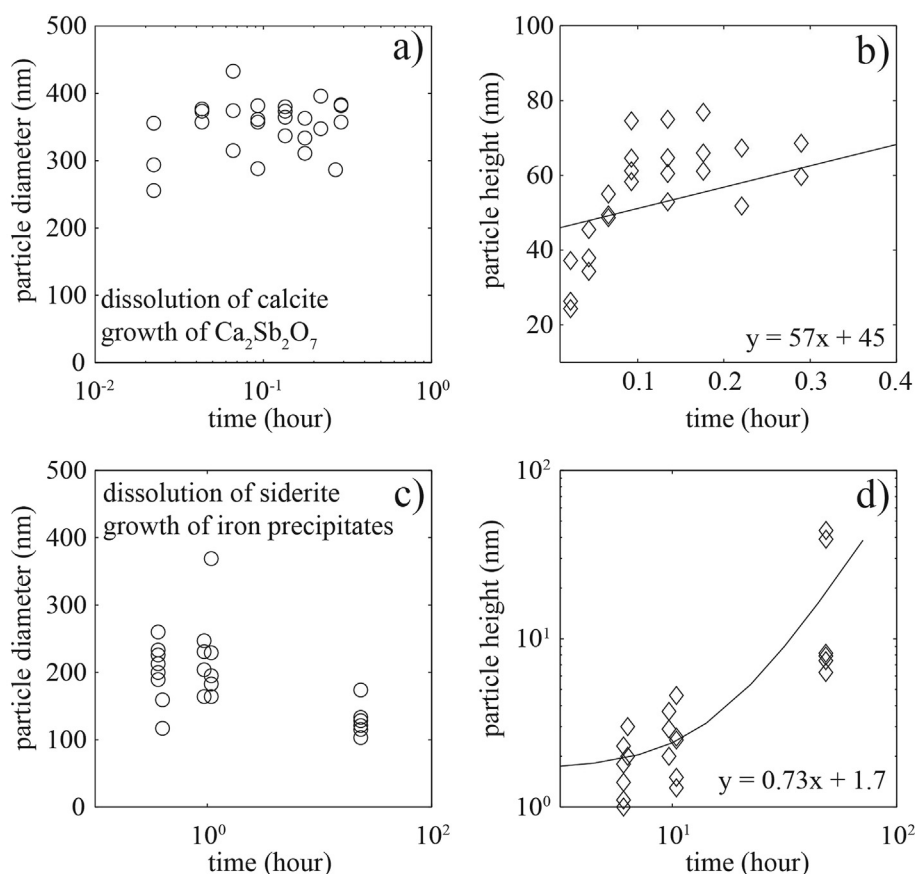 500
400
300
200
100
0
particle diameter (nm)
a)
dissolution of calcite
growth of Ca₂Sb₂O₇
10⁻² 10⁻¹ 10⁰
time (hour)
100
80
60
40
20
particle height (nm)
b)
y = 57x + 45
0.1 0.2 0.3 0.4
time (hour)
500
400
300
200
100
0
particle diameter (nm)
dissolution of siderite
growth of iron precipitates
c)
10⁰ 10²
time (hour)
10²
10¹
10⁰
particle height (nm)
d)
y = 0.73x + 1.7
10¹ 10²
time (hour)